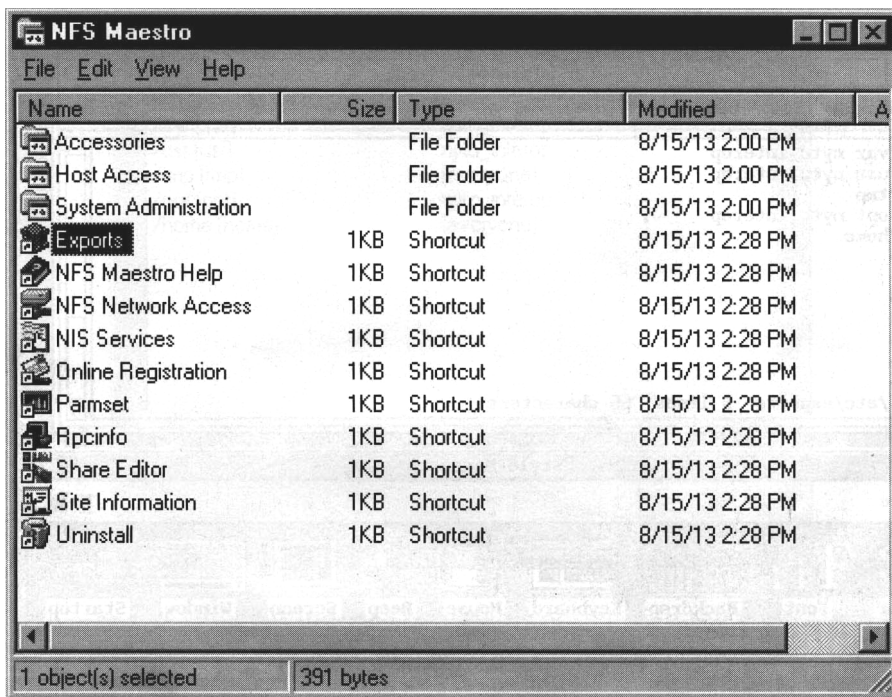 NFS Maestro
File Edit View Help
Name Size Type Modified A
Accessories File Folder 8/15/13 2:00 PM
Host Access File Folder 8/15/13 2:00 PM
System Administration File Folder 8/15/13 2:00 PM
Exports 1KB Shortcut 8/15/13 2:28 PM
NFS Maestro Help 1KB Shortcut 8/15/13 2:28 PM
NFS Network Access 1KB Shortcut 8/15/13 2:28 PM
NIS Services 1KB Shortcut 8/15/13 2:28 PM
Online Registration 1KB Shortcut 8/15/13 2:28 PM
Parmset 1KB Shortcut 8/15/13 2:28 PM
Rpcinfo 1KB Shortcut 8/15/13 2:28 PM
Share Editor 1KB Shortcut 8/15/13 2:28 PM
Site Information 1KB Shortcut 8/15/13 2:28 PM
Uninstall 1KB Shortcut 8/15/13 2:28 PM
1 object(s) selected 391 bytes